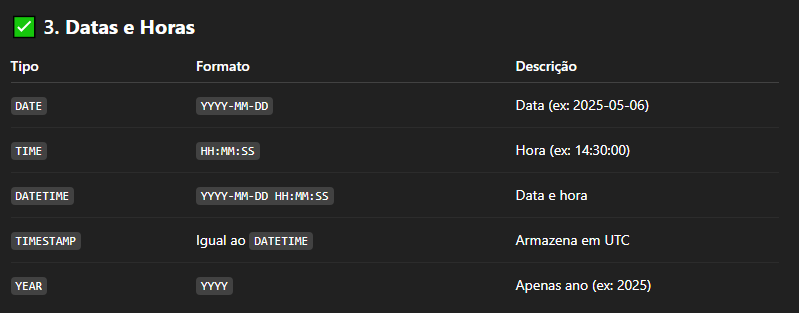 ✅ 3. Datas e Horas
Tipo Formato Descrição
DATE YYYY-MM-DD Data (ex: 2025-05-06)
TIME HH:MM:SS Hora (ex: 14:30:00)
DATETIME YYYY-MM-DD HH:MM:SS Data e hora
TIMESTAMP Igual ao DATETIME Armazena em UTC
YEAR YYYY Apenas ano (ex: 2025)